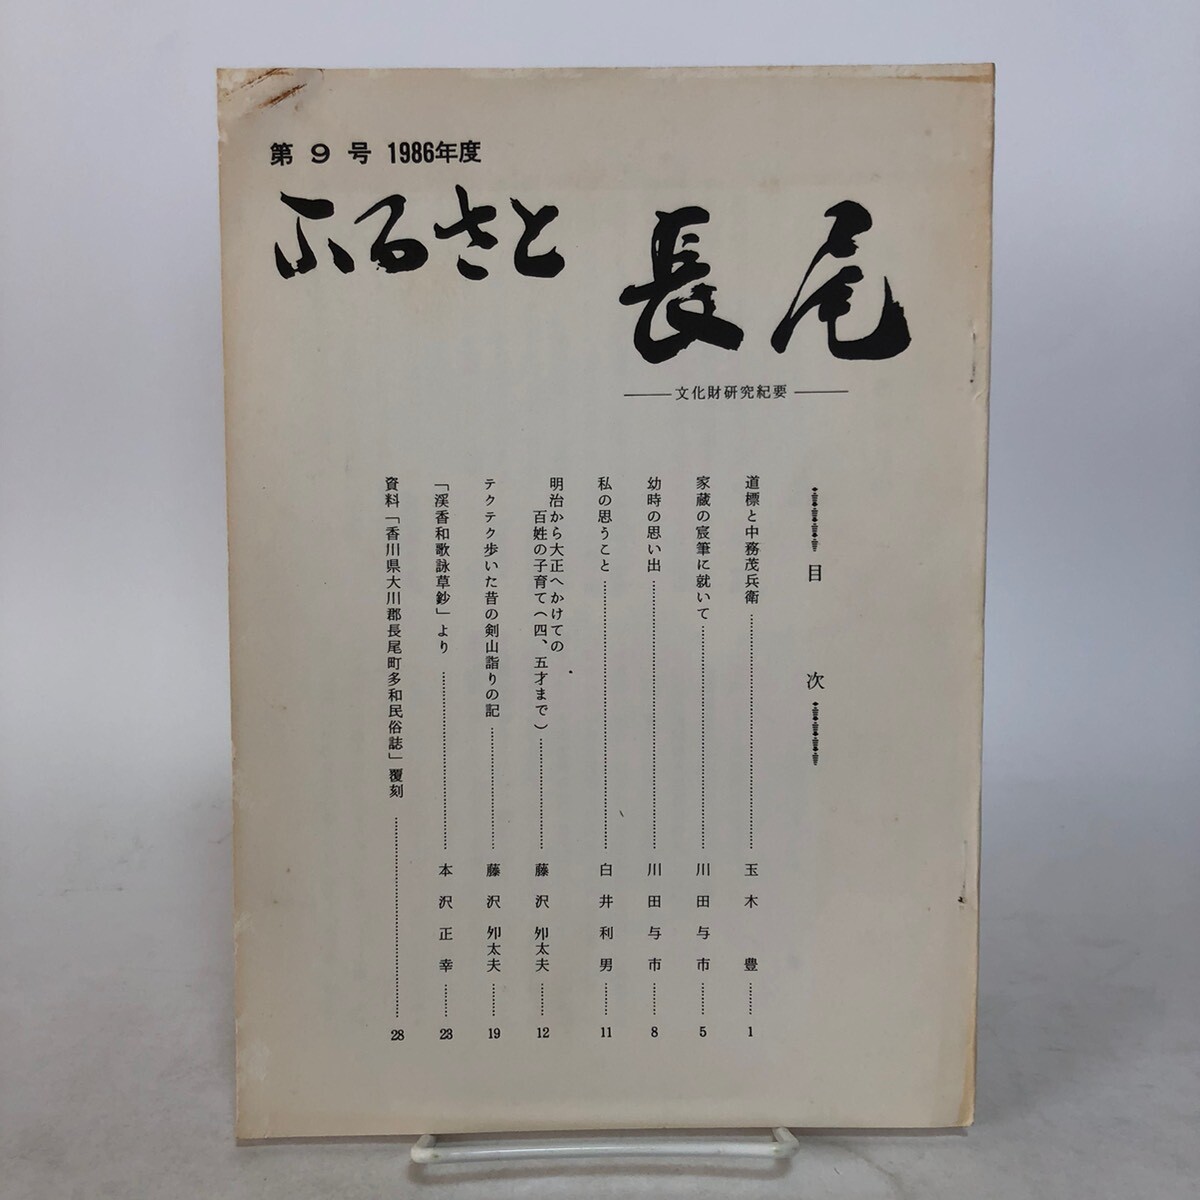 第9号 1986年度
ふるさと
長尾
文化財研究紀要
目次
道標と中務茂兵衛……玉木 豊……1
家蔵の宸筆に就いて……川田与市……5
幼時の思い出……川田与市……8
私の思うこと……白井利男……11
明治から大正へかけての
百姓の子育て(四、五才まで)……藤沢 夘太夫……12
テクテク歩いた昔の剣山詣りの記……藤沢 夘太夫……19
「渓香和歌詠草鈔」より……本沢正幸……23
資料「香川県大川郡長尾町多和民俗誌」覆刻……28